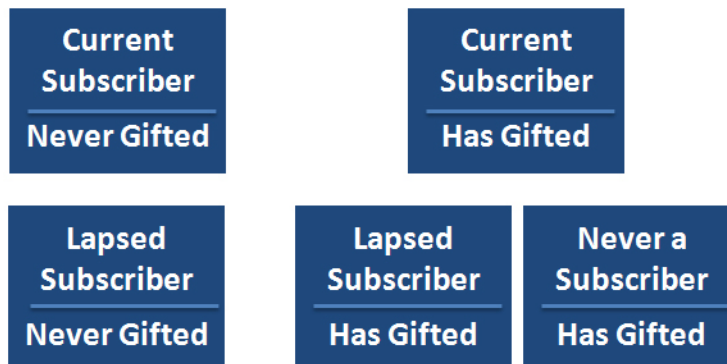 Current
Subscriber
Never Gifted
Current
Subscriber
Has Gifted
Lapsed
Subscriber
Never Gifted
Lapsed
Subscriber
Has Gifted
Never a
Subscriber
Has Gifted